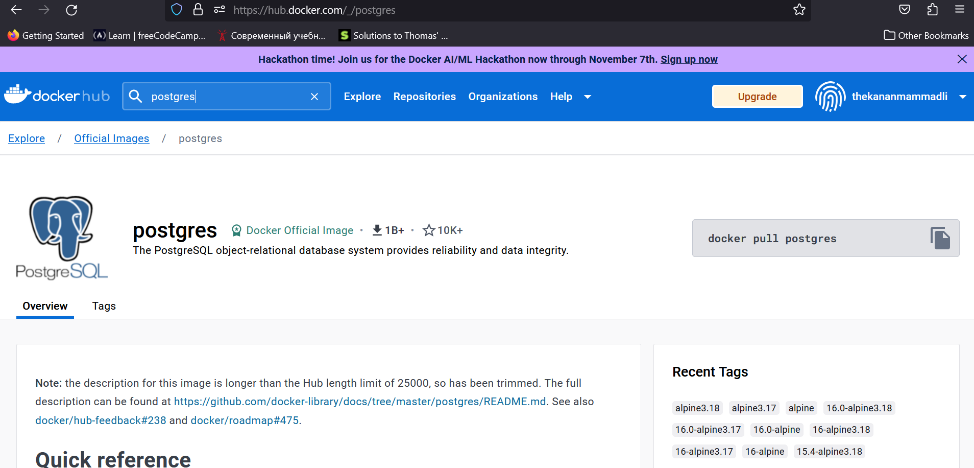 https://hub.docker.com/_/postgres
Getting Started
Learn | freeCodeCamp...
Современный учебн...
Solutions to Thomas' ...
Other Bookmarks
Hackathon time! Join us for the Docker AI/ML Hackathon now through November 7th. Sign up now
dockerhub
postgres
Explore
Repositories
Organizations
Help
Upgrade
thekananmammadli
Explore / Official Images / postgres
PostgreSQL
postgres
Docker Official Image · 1B+ · 10K+
The PostgreSQL object-relational database system provides reliability and data integrity.
docker pull postgres
Overview
Tags
Note: the description for this image is longer than the Hub length limit of 25000, so has been trimmed. The full
description can be found at https://github.com/docker-library/docs/tree/master/postgres/README.md. See also
docker/hub-feedback#238 and docker/roadmap#475.
Quick reference
Recent Tags
alpine3.18 alpine3.17 alpine 16.0-alpine3.18
16.0-alpine3.17 16.0-alpine 16-alpine3.18
16-alpine3.17 16-alpine 15.4-alpine3.18